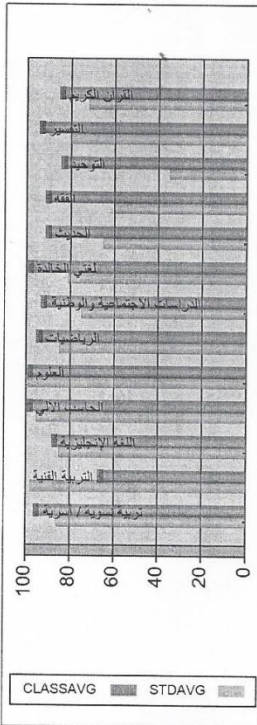 القرآن الكريم
التفسير
التوحيد
الفقه
الحديث
لغتي الخالدة
الدراسات الاجتماعية والوطنية
الرياضيات
العلوم
الحاسب الآلي
اللغة الإنجليزية
التربية الفنية
تربية نسوية / أسرية
100
80
60
40
20
0
CLASSAVG
STDAVG